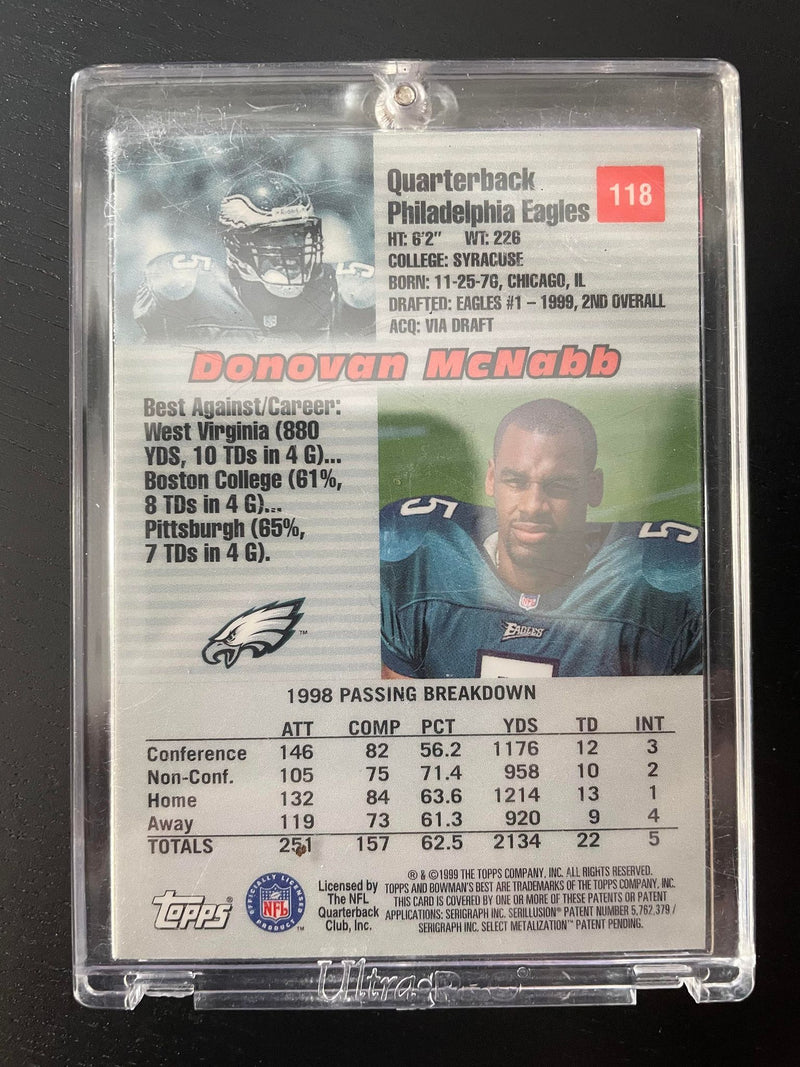 Quarterback
Philadelphia Eagles
118
HT: 6'2" WT: 226
COLLEGE: SYRACUSE
BORN: 11-25-76, CHICAGO, IL
DRAFTED: EAGLES #1 – 1999, 2ND OVERALL
ACQ: VIA DRAFT
5 5
Donovan McNabb
Best Against/Career:
West Virginia (880
YDS, 10 TDs in 4 G)...
Boston College (61%,
8 TDs in 4 G)...
Pittsburgh (65%,
7 TDs in 4 G).
™
5 5
NFL
EAGLES
1998 PASSING BREAKDOWN
ATT COMP PCT YDS TD INT
Conference 146 82 56.2 1176 12 3
Non-Conf. 105 75 71.4 958 10 2
Home 132 84 63.6 1214 13 1
Away 119 73 61.3 920 9 4
TOTALS 251 157 62.5 2134 22 5
Topps®
OFFICIALLY LICENSED
NFL
PRODUCT
™
Licensed by
The NFL
Quarterback
Club, Inc.
® & ©1999 THE TOPPS COMPANY, INC. ALL RIGHTS RESERVED.
TOPPS AND BOWMAN'S BEST ARE TRADEMARKS OF THE TOPPS COMPANY, INC.
THIS CARD IS COVERED BY ONE OR MORE OF THESE PATENTS OR PATENT
APPLICATIONS: SERIGRAPH INC. SERILLUSION® PATENT NUMBER 5,762,379 /
SERIGRAPH INC. SELECT METALIZATION™ PATENT PENDING.
Ultra PRO